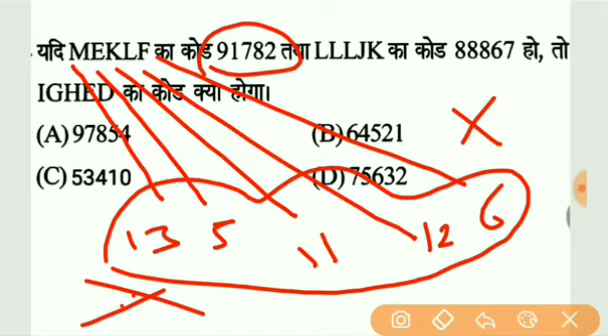 यदि MEKLF का कोड 91782 तथा LLLJK का कोड 88867 हो, तो
IGHED का कोड क्या होगा।
(A) 97854 (B) 64521
(C) 53410 (D) 75632
13 5 11 12 6